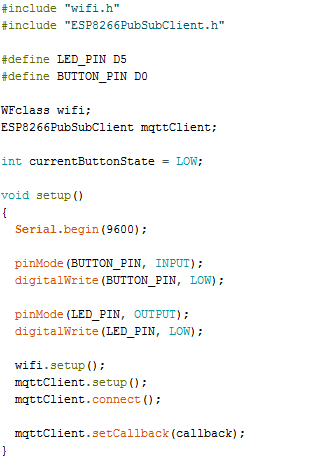 #include "wifi.h"
#include "ESP8266PubSubClient.h"
#define LED_PIN D5
#define BUTTON_PIN D0
WFclass wifi;
ESP8266PubSubClient mqttClient;
int currentButtonState = LOW;
void setup()
{
Serial.begin(9600);
pinMode(BUTTON_PIN, INPUT);
digitalWrite(BUTTON_PIN, LOW);
pinMode(LED_PIN, OUTPUT);
digitalWrite(LED_PIN, LOW);
wifi.setup();
mqttClient.setup();
mqttClient.connect();
mqttClient.setCallback(callback);
}